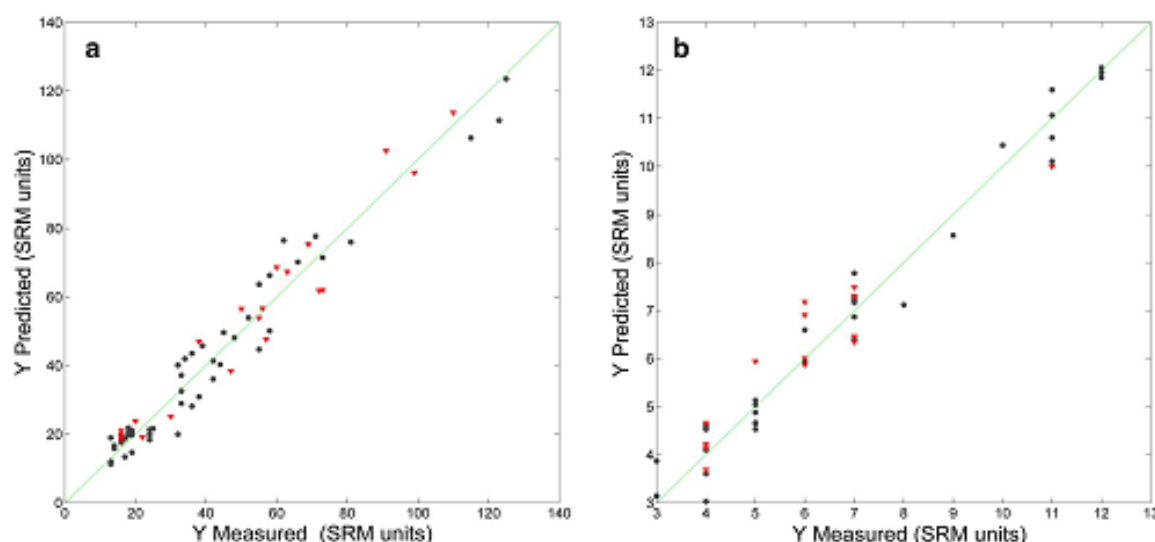 a
140
120
100
80
60
40
20
0
Y Predicted (SRM units)
0 20 40 60 80 100 120 140
Y Measured (SRM units)
b
13
12
11
10
9
8
7
6
5
4
3
Y Predicted (SRM units)
3 4 5 6 7 8 9 10 11 12 13
Y Measured (SRM units)